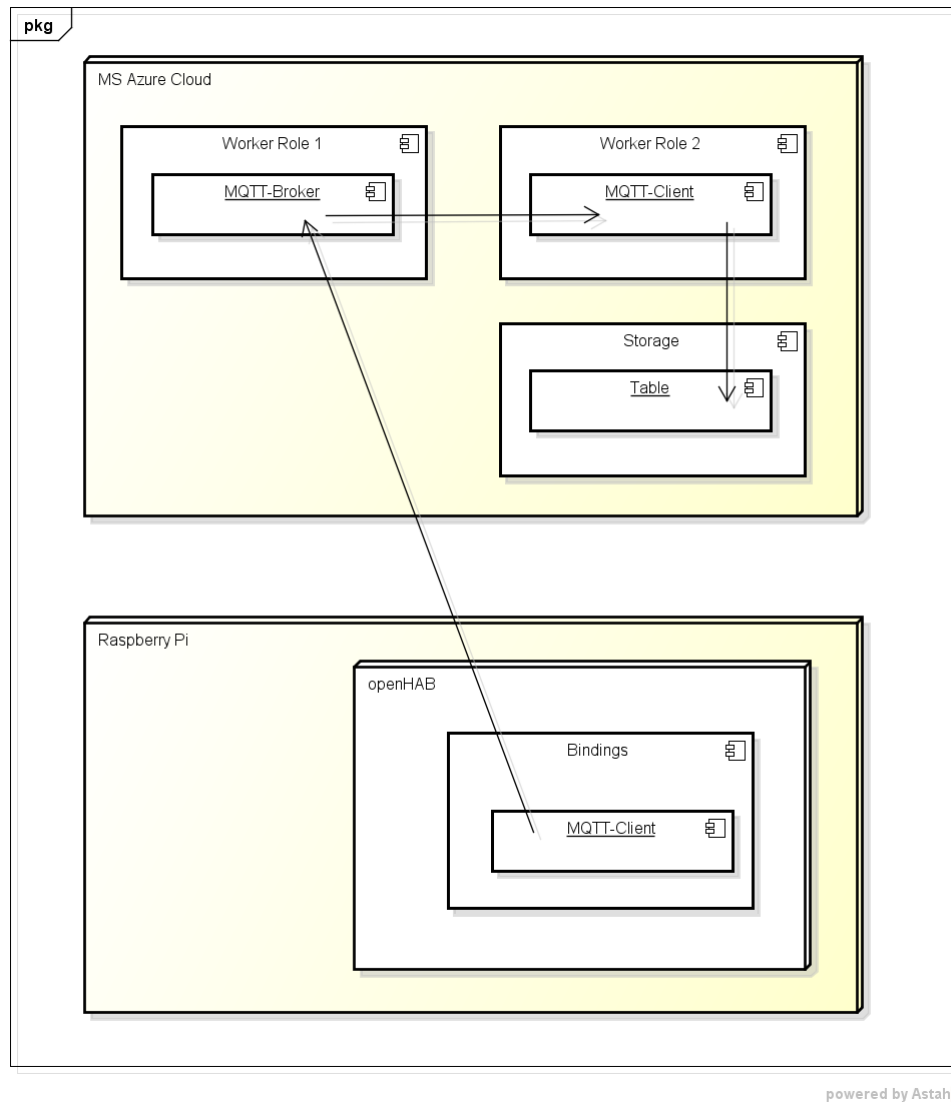 pkg
MS Azure Cloud
Worker Role 1
Worker Role 2
MQTT-Broker
MQTT-Client
Storage
Table
Raspberry Pi
openHAB
Bindings
MQTT-Client
powered by Astah